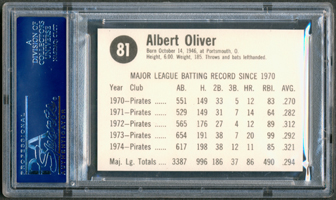 81
Albert Oliver
Born October 14, 1946, at Portsmouth, O.
Height, 6.00. Weight, 185. Throws and bats lefthanded.
MAJOR LEAGUE BATTING RECORD SINCE 1970
Year Club AB. H. 2B. 3B. HR. RBI. AVG.
1970—Pirates ...... 551 149 33 5 12 83 .270
1971—Pirates ...... 529 149 31 7 14 64 .282
1972—Pirates ...... 565 176 27 4 12 89 .312
1973—Pirates ...... 654 191 38 7 20 99 .292
1974—Pirates ...... 617 198 38 12 11 85 .321
Maj. Lg. Totals .... 3387 996 186 37 86 490 .294
PROFESSIONAL